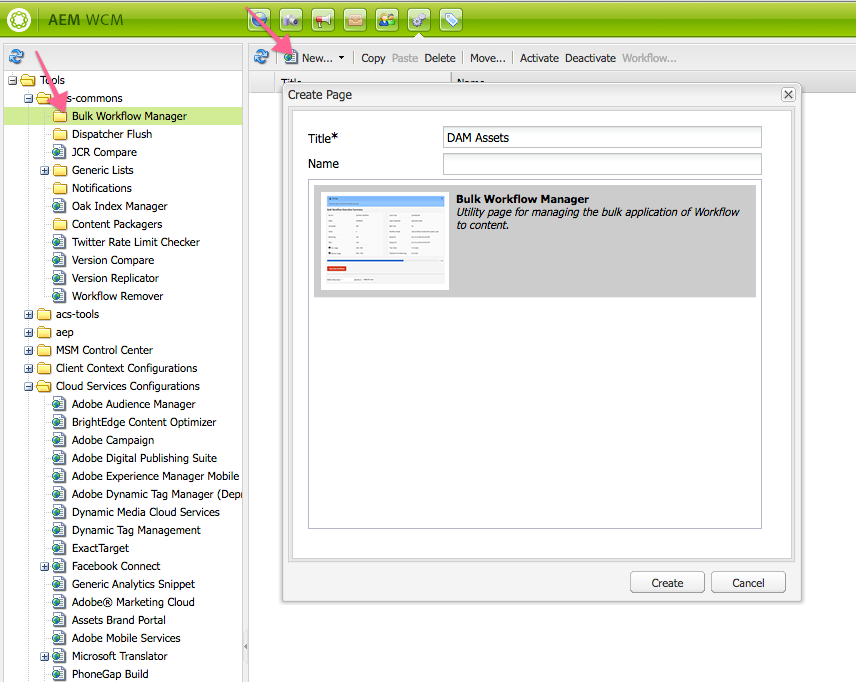 AEM WCM
New...
Copy
Paste
Delete
Move...
Activate
Deactivate
Workflow...
Tools
s-commons
Bulk Workflow Manager
Dispatcher Flush
JCR Compare
Generic Lists
Notifications
Oak Index Manager
Content Packagers
Twitter Rate Limit Checker
Version Compare
Version Replicator
Workflow Remover
acs-tools
aep
MSM Control Center
Client Context Configurations
Cloud Services Configurations
Adobe Audience Manager
BrightEdge Content Optimizer
Adobe Campaign
Adobe Digital Publishing Suite
Adobe Experience Manager Mobile
Adobe Dynamic Tag Manager (Depr
Dynamic Media Cloud Services
Dynamic Tag Management
ExactTarget
Facebook Connect
Generic Analytics Snippet
Adobe® Marketing Cloud
Assets Brand Portal
Adobe Mobile Services
Microsoft Translator
PhoneGap Build
Title
Name
Create Page
Title*
DAM Assets
Name
Bulk Workflow Manager
Utility page for managing the bulk application of Workflow
to content.
Create
Cancel